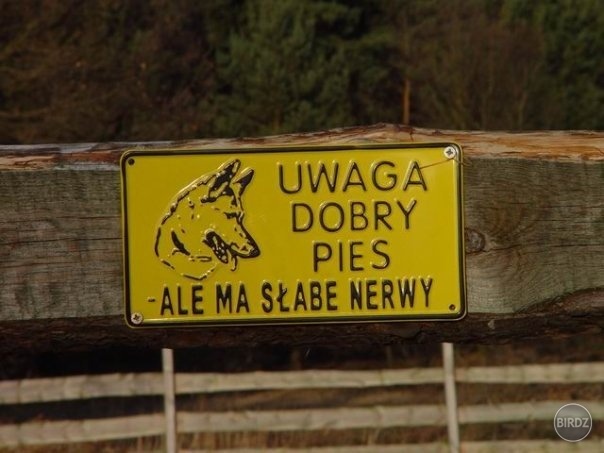 UWAGA
DOBRY
PIES
-ALE MA SŁABE NERWY
BIRDZ